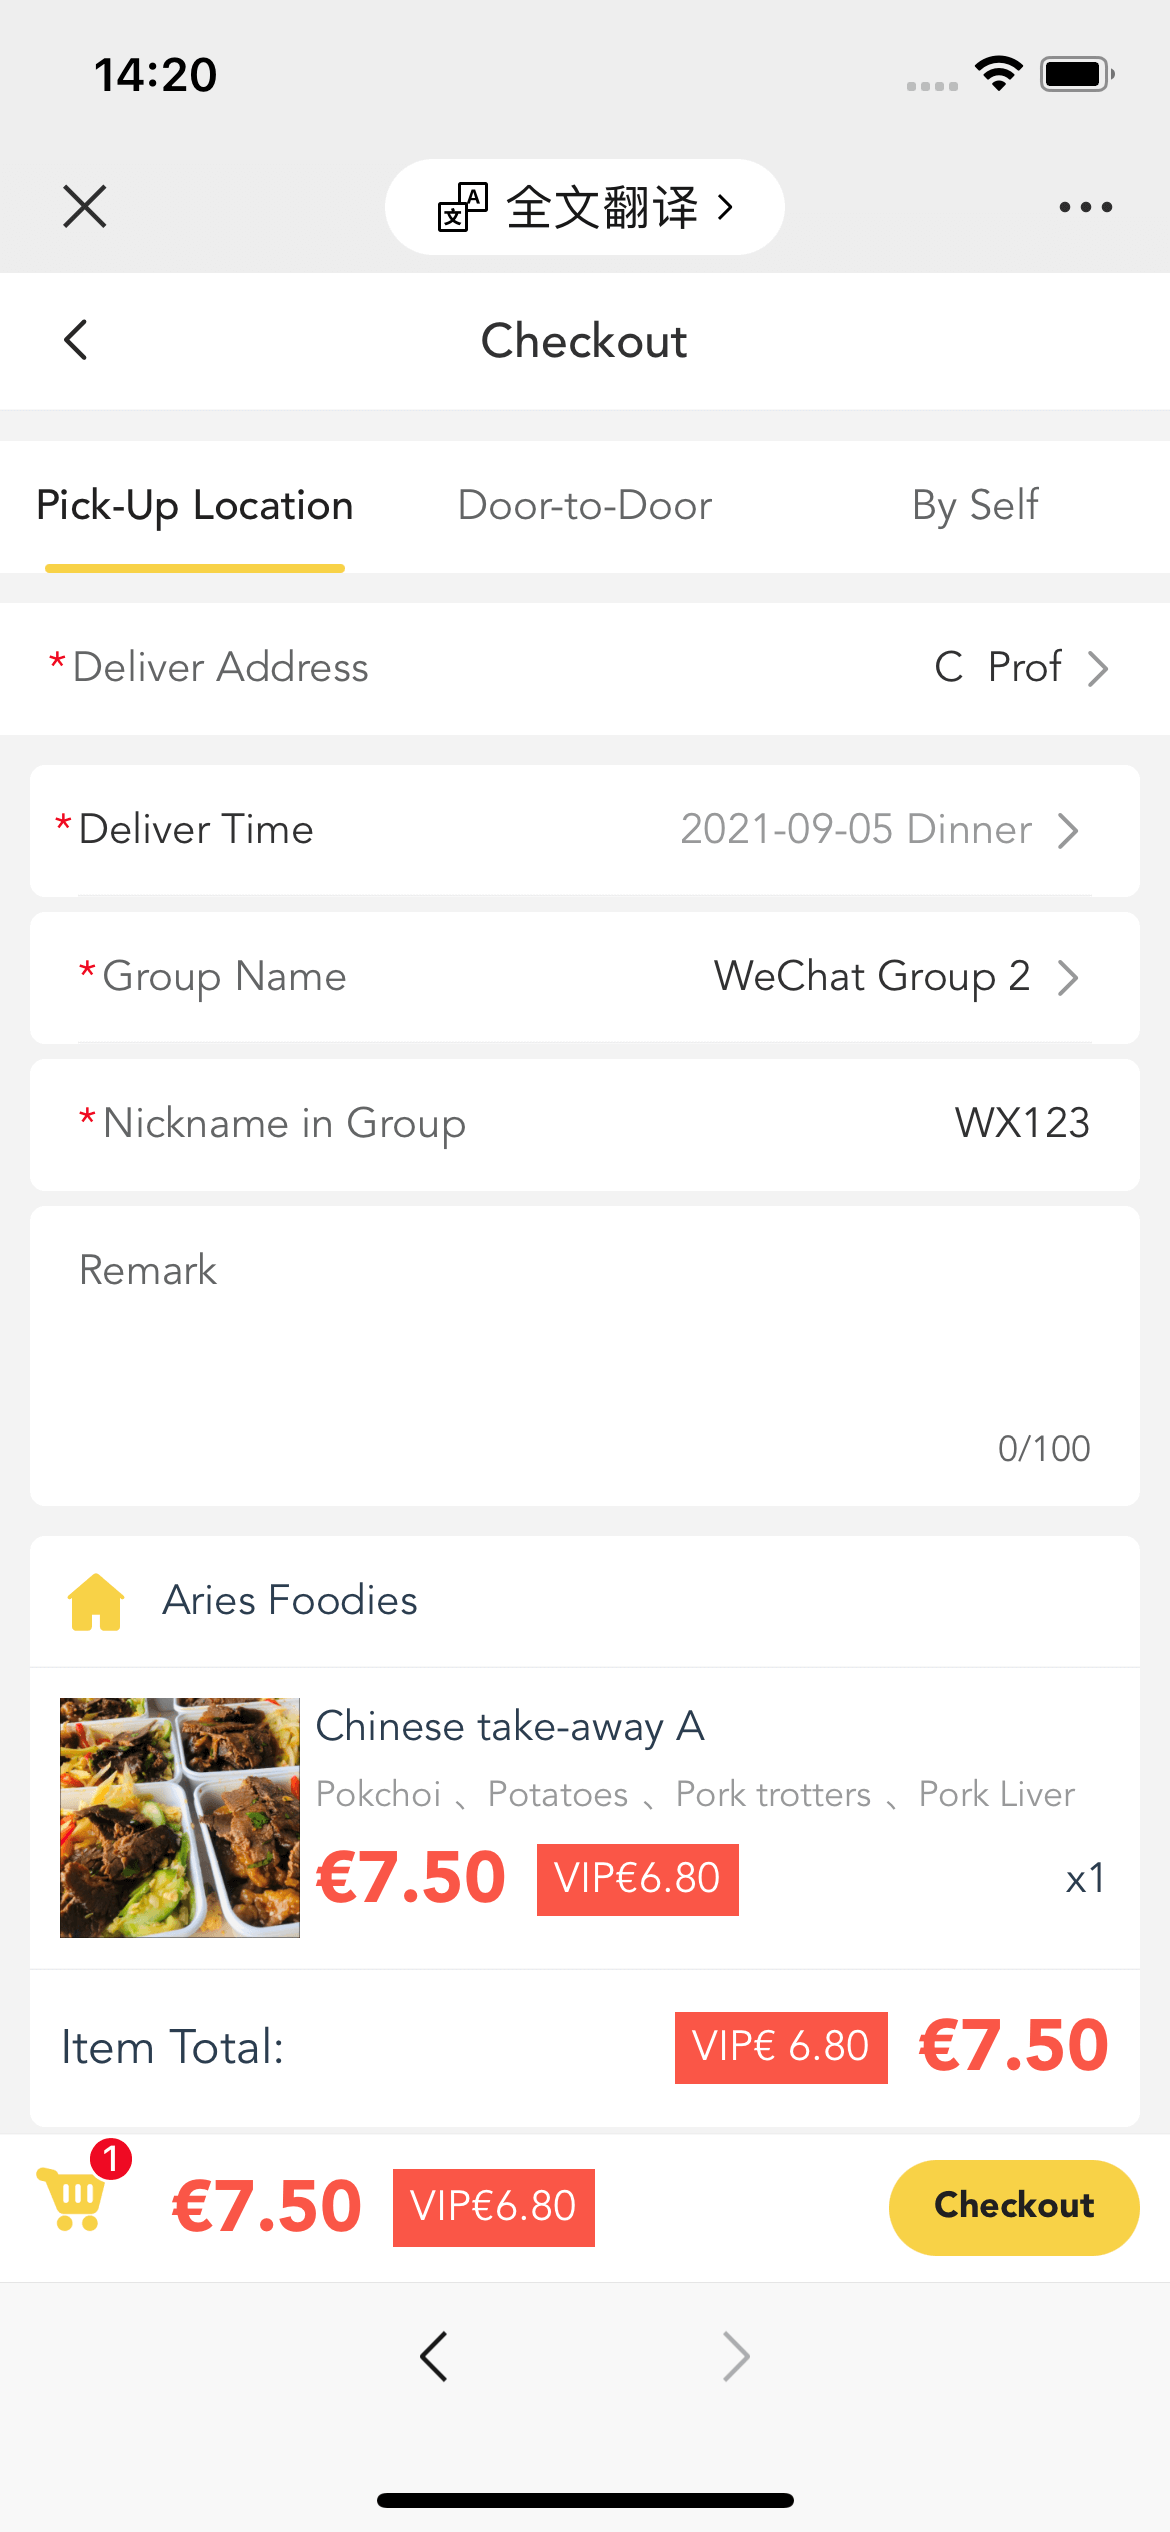 14:20
全文翻译
Checkout
Pick-Up Location Door-to-Door By Self
*Deliver Address C Prof
*Deliver Time 2021-09-05 Dinner
*Group Name WeChat Group 2
*Nickname in Group WX123
Remark
0/100
Aries Foodies
Chinese take-away A
Pokchoi 、Potatoes 、Pork trotters 、Pork Liver
€7.50 VIP€6.80 x1
Item Total: VIP€ 6.80 €7.50
1
€7.50 VIP€6.80 Checkout